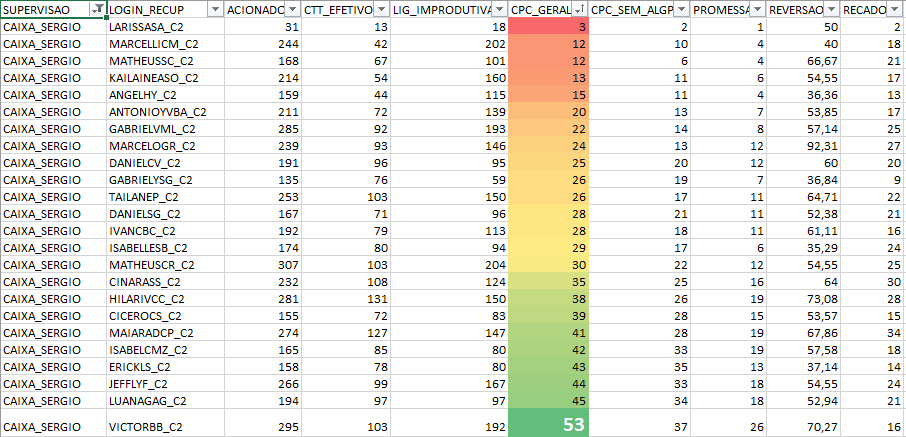 SUPERVISAO LOGIN_RECUP ACIONADO CTT_EFETIVO LIG_IMPRODUTIVA CPC_GERAL CPC_SEM_ALGP PROMESSA REVERSAO RECADO
CAIXA_SERGIO LARISSASA_C2 31 13 18 3 2 1 50 2
CAIXA_SERGIO MARCELLICM_C2 244 42 202 12 10 4 40 18
CAIXA_SERGIO MATHEUSSC_C2 168 67 101 12 6 4 66,67 21
CAIXA_SERGIO KAILAINEASO_C2 214 54 160 13 11 6 54,55 17
CAIXA_SERGIO ANGELHY_C2 159 44 115 15 11 4 36,36 13
CAIXA_SERGIO ANTONIOYVBA_C2 211 72 139 20 13 7 53,85 17
CAIXA_SERGIO GABRIELVML_C2 285 92 193 22 14 8 57,14 25
CAIXA_SERGIO MARCELOGR_C2 239 93 146 24 13 12 92,31 27
CAIXA_SERGIO DANIELCV_C2 191 96 95 25 20 12 60 20
CAIXA_SERGIO GABRIELYSG_C2 135 76 59 26 19 7 36,84 9
CAIXA_SERGIO TAILANEP_C2 253 103 150 26 17 11 64,71 22
CAIXA_SERGIO DANIELSG_C2 167 71 96 28 21 11 52,38 21
CAIXA_SERGIO IVANCBC_C2 192 79 113 28 18 11 61,11 16
CAIXA_SERGIO ISABELLESB_C2 174 80 94 29 17 6 35,29 24
CAIXA_SERGIO MATHEUSCR_C2 307 103 204 30 22 12 54,55 25
CAIXA_SERGIO CINARASS_C2 232 108 124 35 25 16 64 30
CAIXA_SERGIO HILARIVCC_C2 281 131 150 38 26 19 73,08 28
CAIXA_SERGIO CICEROCS_C2 155 72 83 39 28 15 53,57 15
CAIXA_SERGIO MAIARADCP_C2 274 127 147 41 28 19 67,86 34
CAIXA_SERGIO ISABELCMZ_C2 165 85 80 42 33 19 57,58 18
CAIXA_SERGIO ERICKLS_C2 158 78 80 43 35 13 37,14 14
CAIXA_SERGIO JEFFLYF_C2 266 99 167 44 33 18 54,55 24
CAIXA_SERGIO LUANAGAG_C2 194 97 97 45 34 18 52,94 21
CAIXA_SERGIO VICTORBB_C2 295 103 192 53 37 26 70,27 16